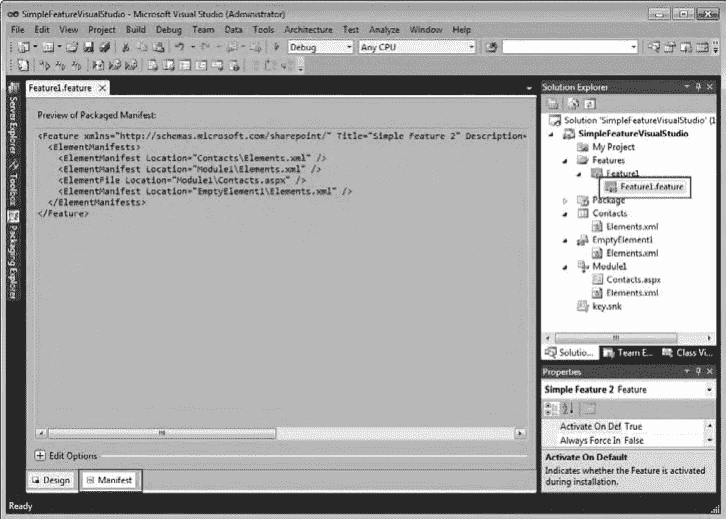 SimpleFeatureVisualStudio - Microsoft Visual Studio (Administrator)
File Edit View Project Build Debug Team Data Tools Architecture Test Analyze Window Help
Debug Any CPU
Server Explorer
Toolbox
Packaging Explorer
Feature1.feature
Preview of Packaged Manifest:
<Feature xmlns="http://schemas.microsoft.com/sharepoint/" Title="Simple Feature 2" Description=
<ElementManifests>
<ElementManifest Location="Contacts\Elements.xml" />
<ElementManifest Location="Module1\Elements.xml" />
<ElementFile Location="Module1\Contacts.aspx" />
<ElementManifest Location="EmptyElement1\Elements.xml" />
</ElementManifests>
</Feature>
Edit Options
Design Manifest
Solution Explorer
Solution 'SimpleFeatureVisualStudio' (1
SimpleFeatureVisualStudio
My Project
Features
Feature1
Feature1.feature
Package
Contacts
Elements.xml
EmptyElement1
Elements.xml
Module1
Contacts.aspx
Elements.xml
key.snk
Solutio... Team E... Class Vi...
Properties
Simple Feature 2 Feature
Activate On Def True
Always Force In False
Activate On Default
Indicates whether the Feature is activated
during installation.
Ready